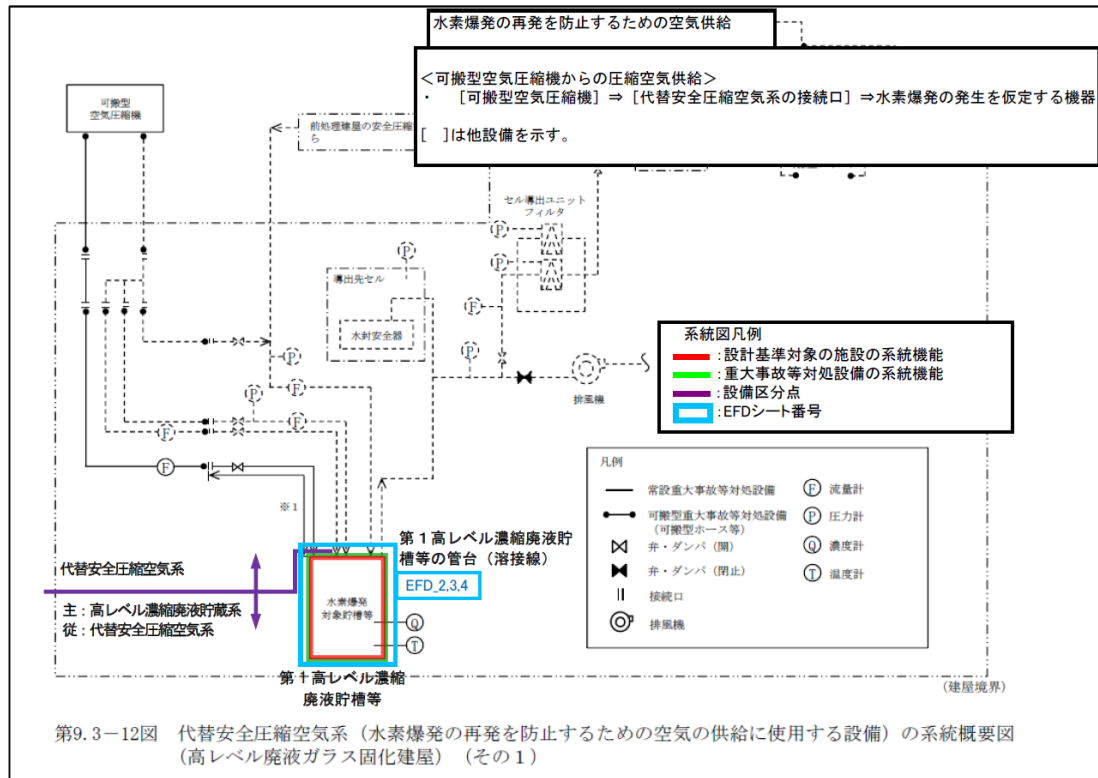 水素爆発の再発を防止するための空気供給
＜可搬型空気圧縮機からの圧縮空気供給＞
・ ［可搬型空気圧縮機］⇒［代替安全圧縮空気系の接続口］⇒水素爆発の発生を仮定する機器
［ ］は他設備を示す。
可搬型
空気圧縮機
前処理建屋の安全圧縮
ら
セル導出ユニット
フィルタ
P
P
P
導出先セル
水封安全器
F
P
排風機
P
F
P
F
F
F
※1
系統図凡例
：設計基準対象の施設の系統機能
：重大事故等対処設備の系統機能
：設備区分点
：EFDシート番号
凡例
常設重大事故等対処設備
可搬型重大事故等対処設備
（可搬型ホース等）
弁・ダンパ（開）
弁・ダンパ（閉止）
接続口
排風機
F 流量計
P 圧力計
Q 濃度計
T 温度計
代替安全圧縮空気系
主：高レベル濃縮廃液貯蔵系
従：代替安全圧縮空気系
第１高レベル濃縮廃液貯
槽等の管台（溶接線）
EFD_2,3,4
水素爆発
対象貯槽等
Q
T
第１高レベル濃縮
廃液貯槽等
（建屋境界）
第9.3－12図 代替安全圧縮空気系（水素爆発の再発を防止するための空気の供給に使用する設備）の系統概要図
（高レベル廃液ガラス固化建屋）（その１）